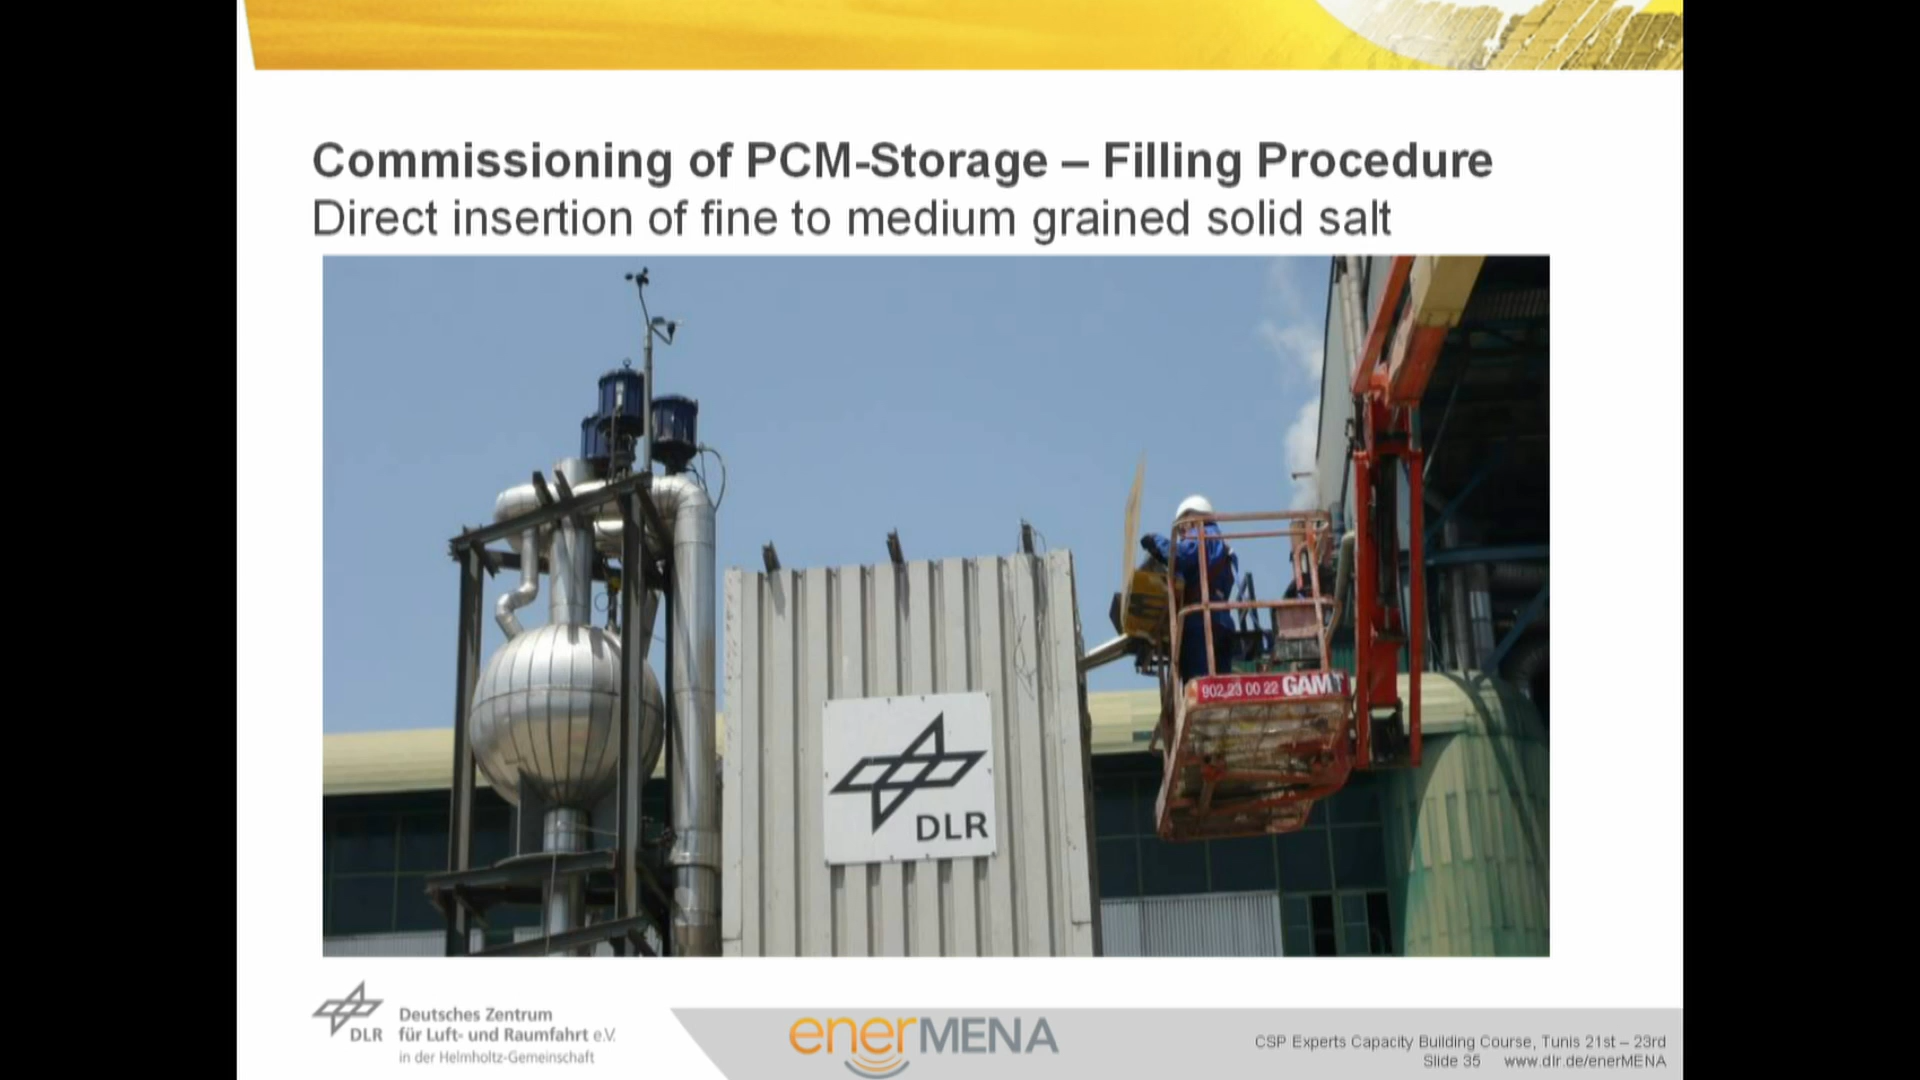 Commissioning of PCM-Storage – Filling Procedure
Direct insertion of fine to medium grained solid salt
902 23 00 22 GAMT
DLR
DLR
Deutsches Zentrum
für Luft- und Raumfahrt e.V.
in der Helmholtz-Gemeinschaft
enerMENA
CSP Experts Capacity Building Course, Tunis 21st – 23rd
Slide 35 www.dlr.de/enerMENA